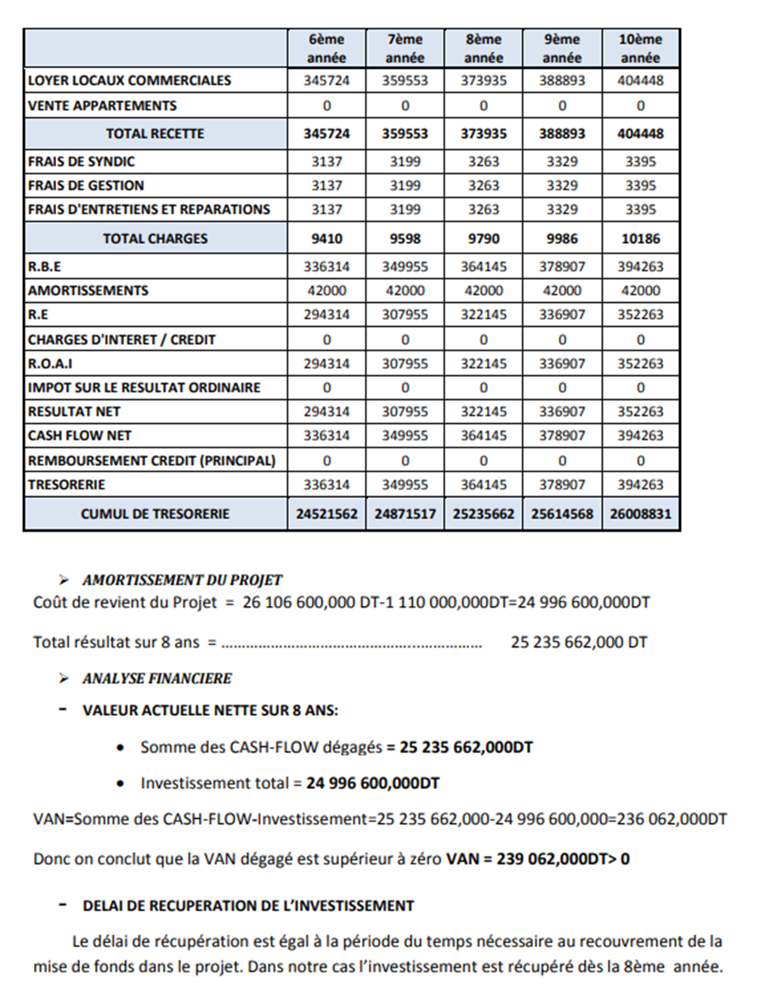 6ème année 7ème année 8ème année 9ème année 10ème année
LOYER LOCAUX COMMERCIALES 345724 359553 373935 388893 404448
VENTE APPARTEMENTS 0 0 0 0 0
TOTAL RECETTE 345724 359553 373935 388893 404448
FRAIS DE SYNDIC 3137 3199 3263 3329 3395
FRAIS DE GESTION 3137 3199 3263 3329 3395
FRAIS D'ENTRETIENS ET REPARATIONS 3137 3199 3263 3329 3395
TOTAL CHARGES 9410 9598 9790 9986 10186
R.B.E 336314 349955 364145 378907 394263
AMORTISSEMENTS 42000 42000 42000 42000 42000
R.E 294314 307955 322145 336907 352263
CHARGES D'INTERET / CREDIT 0 0 0 0 0
R.O.A.I 294314 307955 322145 336907 352263
IMPOT SUR LE RESULTAT ORDINAIRE 0 0 0 0 0
RESULTAT NET 294314 307955 322145 336907 352263
CASH FLOW NET 336314 349955 364145 378907 394263
REMBOURSEMENT CREDIT (PRINCIPAL) 0 0 0 0 0
TRESORERIE 336314 349955 364145 378907 394263
CUMUL DE TRESORERIE 24521562 24871517 25235662 25614568 26008831
➢ AMORTISSEMENT DU PROJET
Coût de revient du Projet = 26 106 600,000 DT-1 110 000,000DT=24 996 600,000DT
Total résultat sur 8 ans = ................................................................ 25 235 662,000 DT
➢ ANALYSE FINANCIERE
- VALEUR ACTUELLE NETTE SUR 8 ANS:
• Somme des CASH-FLOW dégagés = 25 235 662,000DT
• Investissement total = 24 996 600,000DT
VAN=Somme des CASH-FLOW-Investissement=25 235 662,000-24 996 600,000=236 062,000DT
Donc on conclut que la VAN dégagé est supérieur à zéro VAN = 239 062,000DT> 0
- DELAI DE RECUPERATION DE L’INVESTISSEMENT
Le délai de récupération est égal à la période du temps nécessaire au recouvrement de la
mise de fonds dans le projet. Dans notre cas l’investissement est récupéré dès la 8ème année.